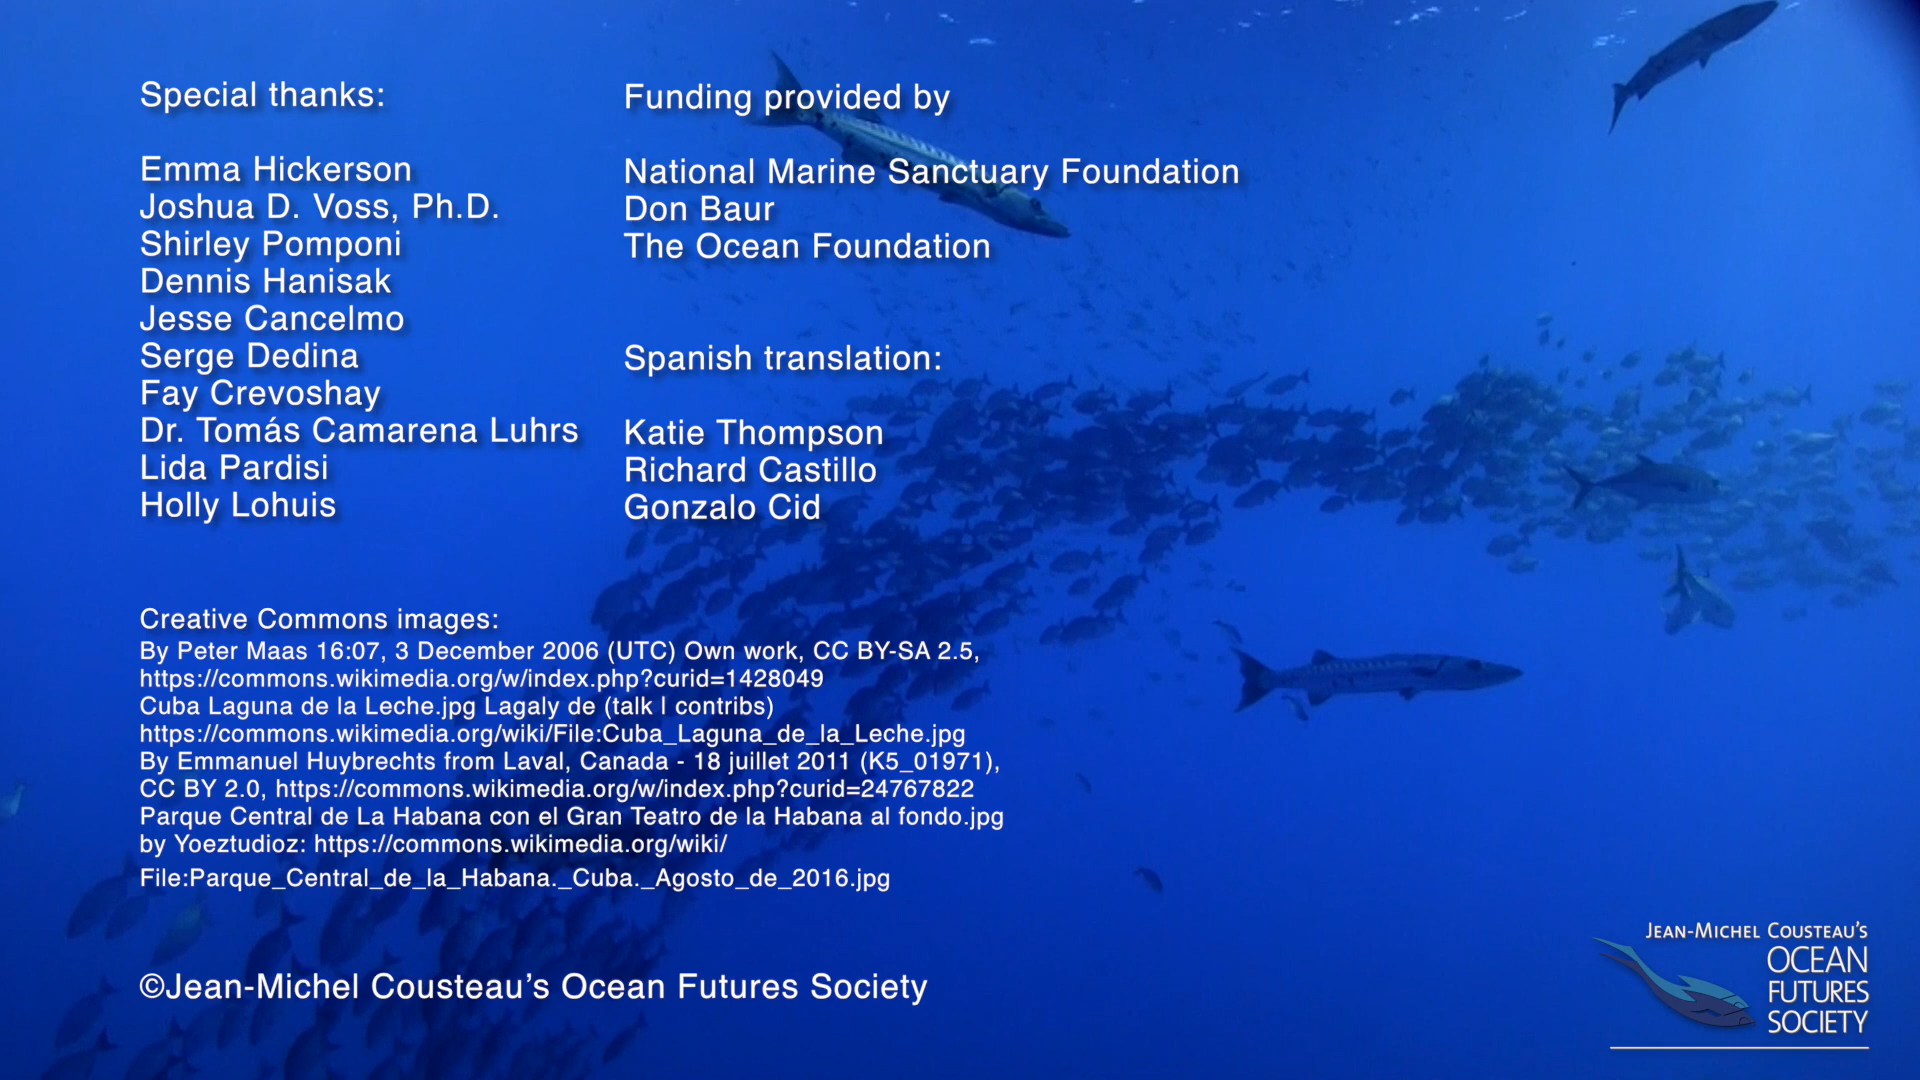 Special thanks:
Emma Hickerson
Joshua D. Voss, Ph.D.
Shirley Pomponi
Dennis Hanisak
Jesse Cancelmo
Serge Dedina
Fay Crevoshay
Dr. Tomás Camarena Luhrs
Lida Pardisi
Holly Lohuis
Funding provided by
National Marine Sanctuary Foundation
Don Baur
The Ocean Foundation
Spanish translation:
Katie Thompson
Richard Castillo
Gonzalo Cid
Creative Commons images:
By Peter Maas 16:07, 3 December 2006 (UTC) Own work, CC BY-SA 2.5,
https://commons.wikimedia.org/w/index.php?curid=1428049
Cuba Laguna de la Leche.jpg Lagaly de (talk | contribs)
https://commons.wikimedia.org/wiki/File:Cuba_Laguna_de_la_Leche.jpg
By Emmanuel Huybrechts from Laval, Canada - 18 juillet 2011 (K5_01971),
CC BY 2.0, https://commons.wikimedia.org/w/index.php?curid=24767822
Parque Central de La Habana con el Gran Teatro de la Habana al fondo.jpg
by Yoeztudioz: https://commons.wikimedia.org/wiki/
File:Parque_Central_de_la_Habana._Cuba._Agosto_de_2016.jpg
©Jean-Michel Cousteau's Ocean Futures Society
JEAN-MICHEL COUSTEAU'S
OCEAN
FUTURES
SOCIETY